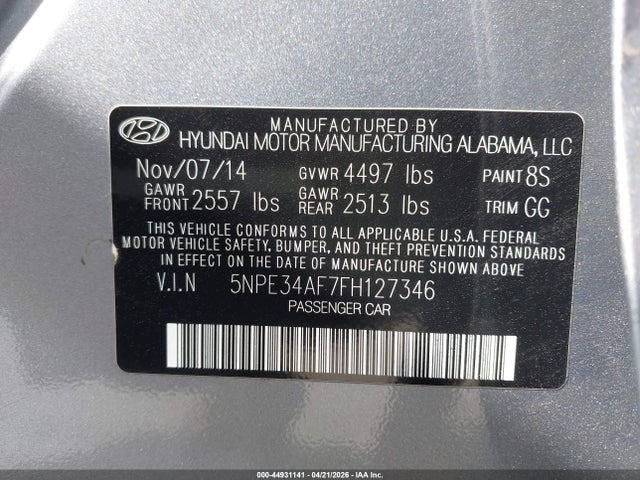 MANUFACTURED BY
HYUNDAI MOTOR MANUFACTURING ALABAMA, LLC
Nov/07/14 GVWR 4497 lbs PAINT 8S
GAWR FRONT 2557 lbs GAWR REAR 2513 lbs TRIM GG
THIS VEHICLE CONFORMS TO ALL APPLICABLE U.S.A. FEDERAL
MOTOR VEHICLE SAFETY, BUMPER, AND THEFT PREVENTION STANDARDS
IN EFFECT ON THE DATE OF MANUFACTURE SHOWN ABOVE
V.I.N 5NPE34AF7FH127346
PASSENGER CAR
000-44931141 - 04/21/2026 - IAA Inc.